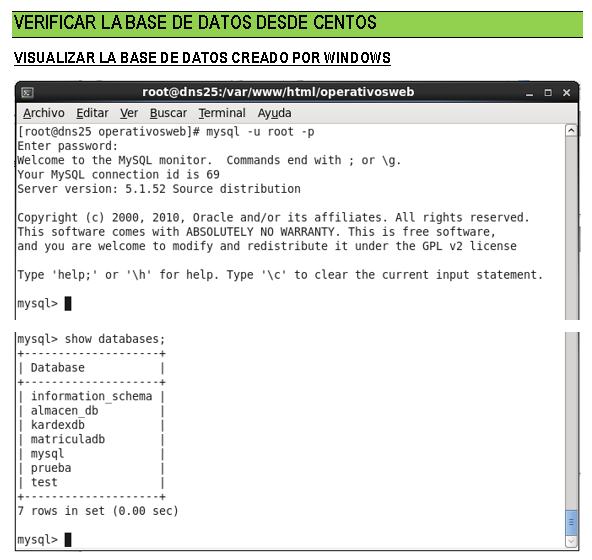 VERIFICAR LA BASE DE DATOS DESDE CENTOS
VISUALIZAR LA BASE DE DATOS CREADO POR WINDOWS
root@dns25:/var/www/html/operativosweb
Archivo Editar Ver Buscar Terminal Ayuda
[root@dns25 operativosweb]# mysql -u root -p
Enter password:
Welcome to the MySQL monitor.  Commands end with ; or \g.
Your MySQL connection id is 69
Server version: 5.1.52 Source distribution
Copyright (c) 2000, 2010, Oracle and/or its affiliates. All rights reserved.
This software comes with ABSOLUTELY NO WARRANTY. This is free software,
and you are welcome to modify and redistribute it under the GPL v2 license
Type 'help;' or '\h' for help. Type '\c' to clear the current input statement.
mysql>
mysql> show databases;
+--------------------+
| Database           |
+--------------------+
| information_schema |
| almacen_db         |
| kardexdb           |
| matriculadb        |
| mysql              |
| prueba             |
| test               |
+--------------------+
7 rows in set (0.00 sec)
mysql>